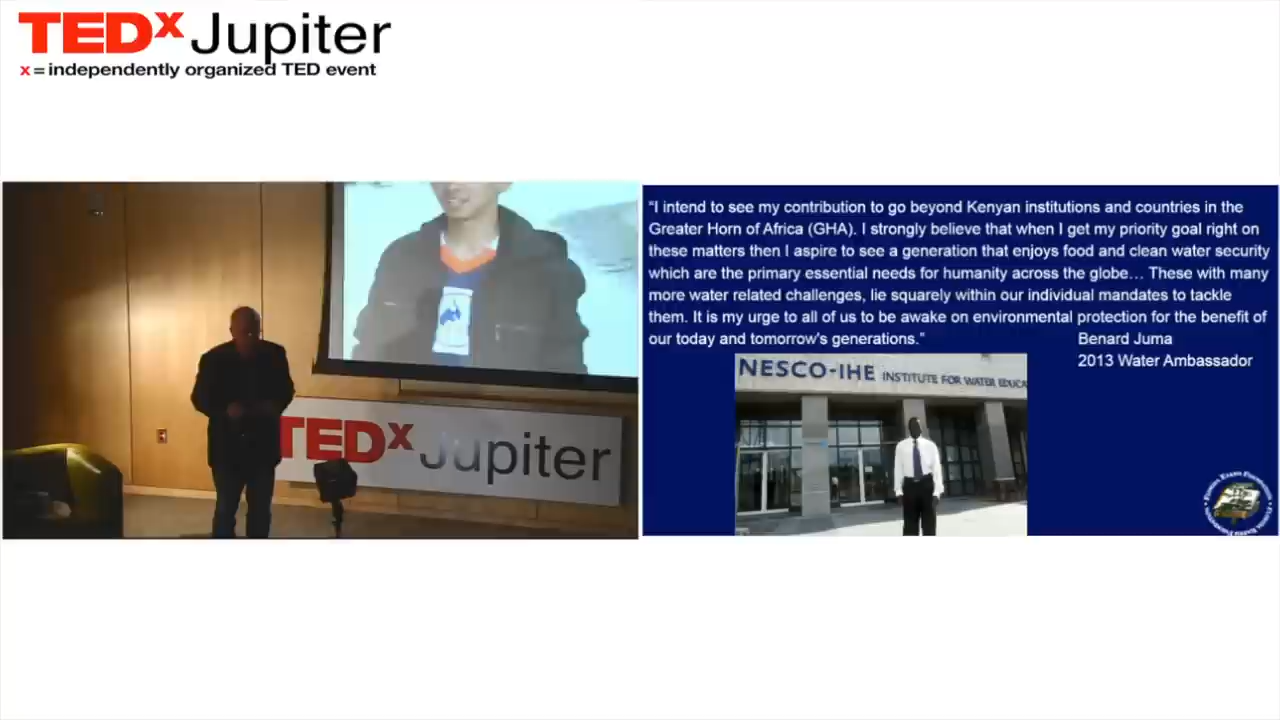 TEDx Jupiter
x = independently organized TED event
"I intend to see my contribution to go beyond Kenyan institutions and countries in the
Greater Horn of Africa (GHA). I strongly believe that when I get my priority goal right on
these matters then I aspire to see a generation that enjoys food and clean water security
which are the primary essential needs for humanity across the globe… These with many
more water related challenges, lie squarely within our individual mandates to tackle
them. It is my urge to all of us to be awake on environmental protection for the benefit of
our today and tomorrow's generations."
Benard Juma
2013 Water Ambassador
NESCO-IHE INSTITUTE FOR WATER EDUCA
TEDx Jupiter